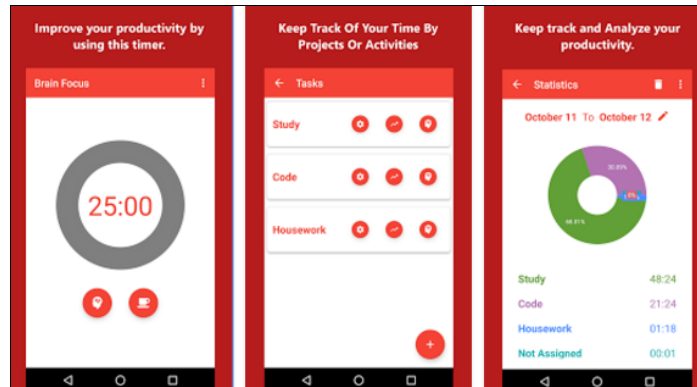 Improve your productivity by
using this timer.
Brain Focus
25:00
Keep Track Of Your Time By
Projects Or Activities
Tasks
Study
Code
Housework
Keep track and Analyze your
productivity.
Statistics
October 11 To October 12
Study 48:24
Code 21:24
Housework 01:18
Not Assigned 00:01